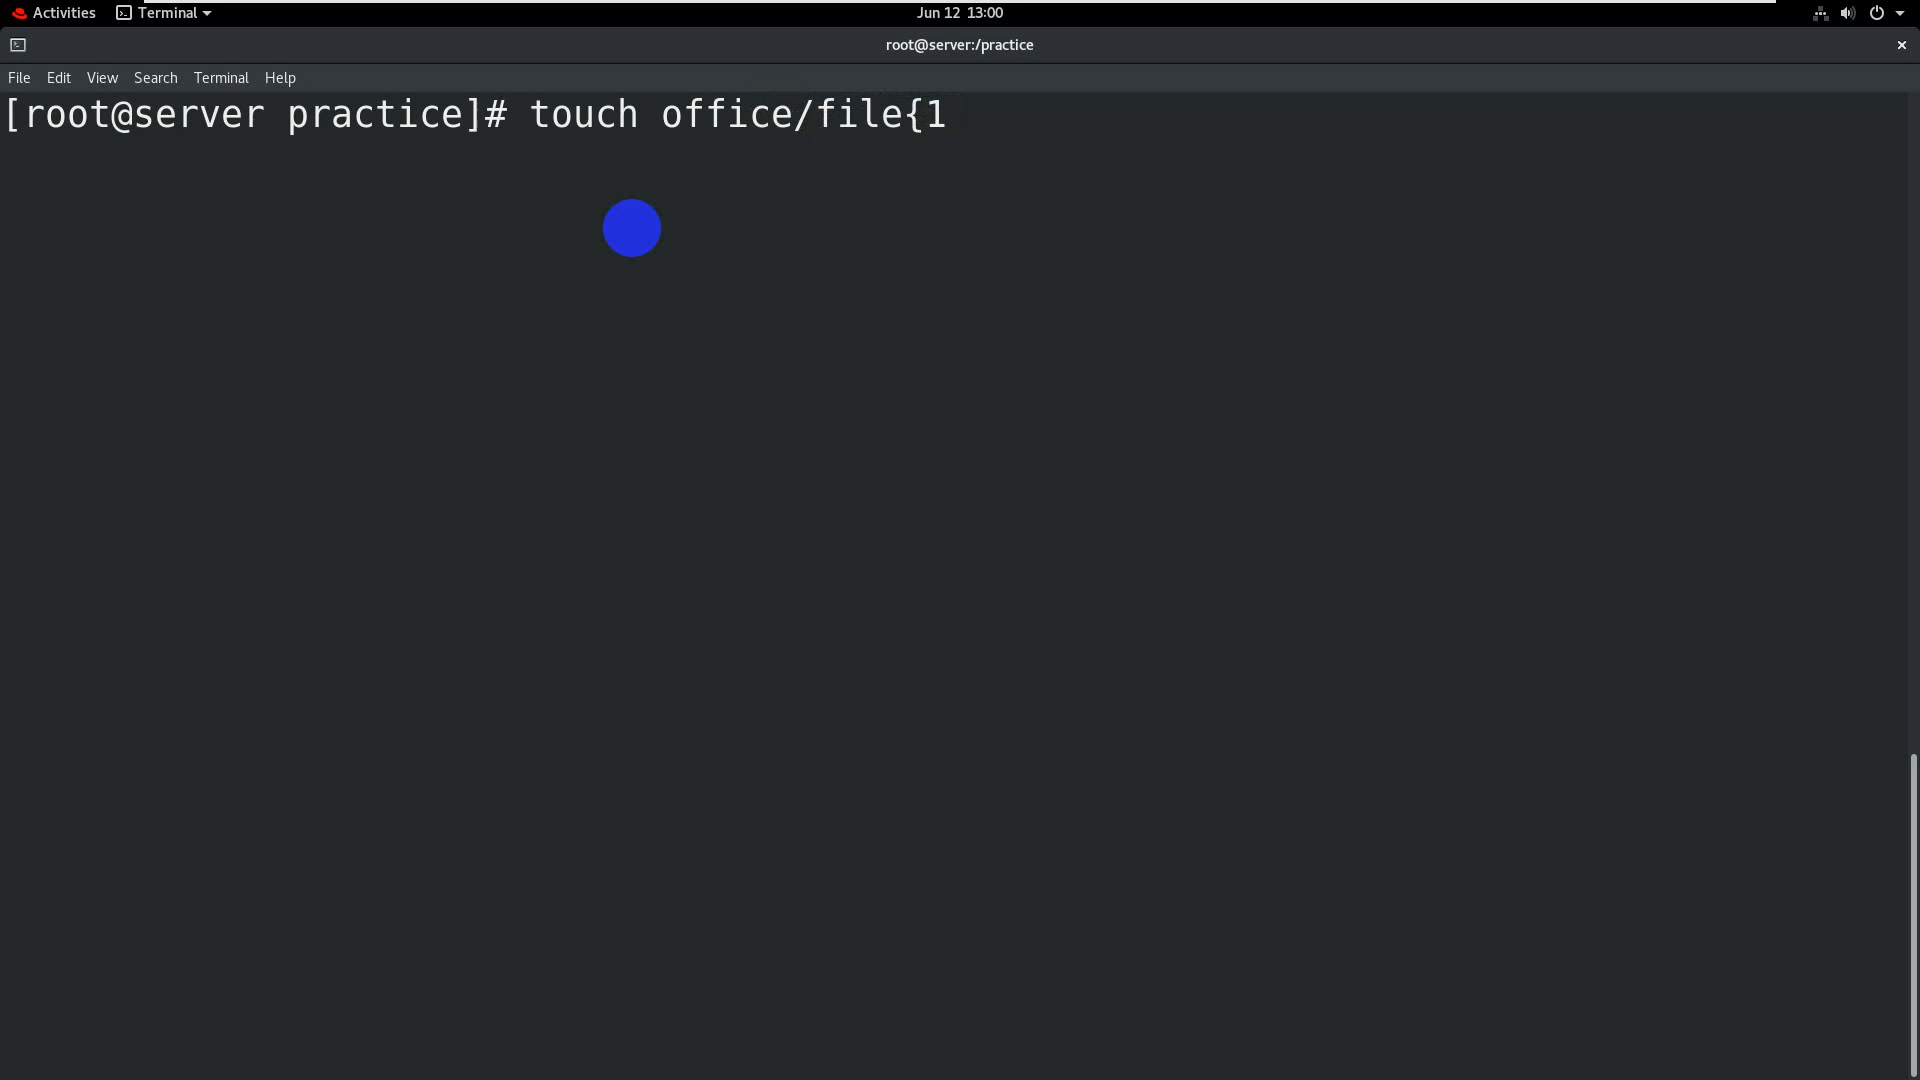 Activities Terminal Jun 12 13:00
root@server:/practice
File Edit View Search Terminal Help
[root@server practice]# touch office/file{1